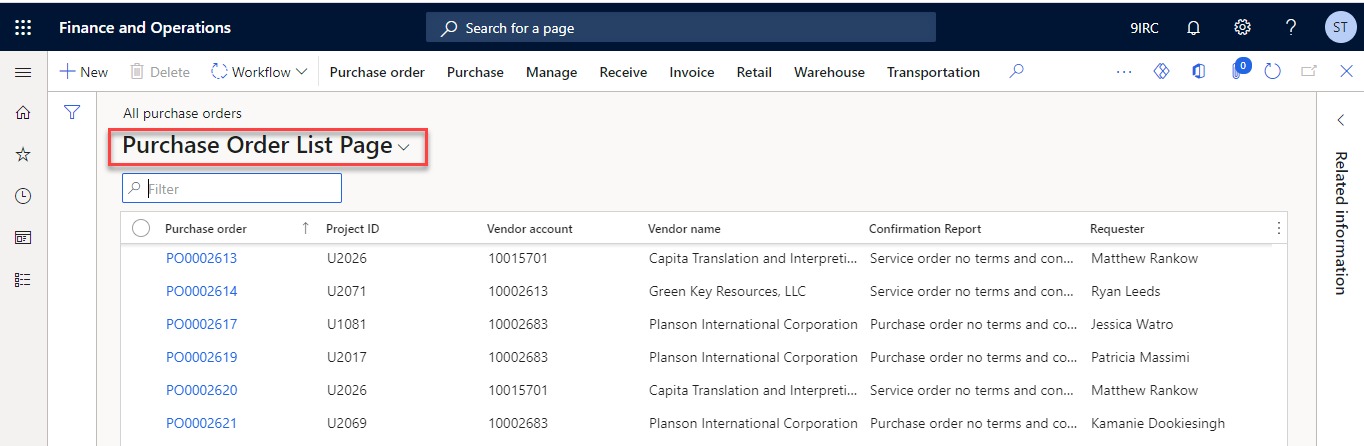 Finance and Operations Search for a page 9IRC ? ST
New Delete Workflow Purchase order Purchase Manage Receive Invoice Retail Warehouse Transportation ... 0
All purchase orders
Purchase Order List Page
Filter
Purchase order Project ID Vendor account Vendor name Confirmation Report Requester
PO0002613 U2026 10015701 Capita Translation and Interpreti... Service order no terms and con... Matthew Rankow
PO0002614 U2071 10002613 Green Key Resources, LLC Service order no terms and con... Ryan Leeds
PO0002617 U1081 10002683 Planson International Corporation Purchase order no terms and co... Jessica Watro
PO0002619 U2017 10002683 Planson International Corporation Purchase order no terms and co... Patricia Massimi
PO0002620 U2026 10015701 Capita Translation and Interpreti... Service order no terms and con... Matthew Rankow
PO0002621 U2069 10002683 Planson International Corporation Purchase order no terms and co... Kamanie Dookiesingh
Related information